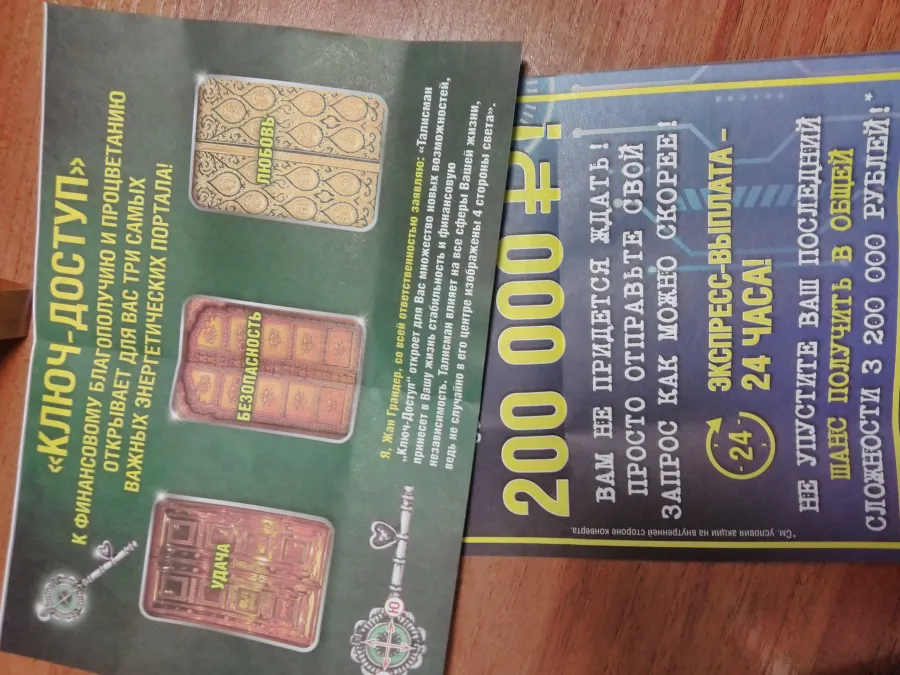 «КЛЮЧ-ДОСТУП»
К ФИНАНСОВОМУ БЛАГОПОЛУЧИЮ И ПРОЦВЕТАНИЮ
ОТКРЫВАЕТ ДЛЯ ВАС ТРИ САМЫХ
ВАЖНЫХ ЭНЕРГЕТИЧЕСКИХ ПОРТАЛА!
УДАЧА
БЕЗОПАСНОСТЬ
ЛЮБОВЬ
Я, Жан Грандер, со всей ответственностью заявляю: «Талисман
„Ключ-Доступ" откроет для Вас множество новых возможностей,
принесет в Вашу жизнь стабильность и финансовую
независимость. Талисман влияет на все сферы Вашей жизни,
ведь не случайно в его центре изображены 4 стороны света».
Ю
200 000 ₽!
ВАМ НЕ ПРИДЕТСЯ ЖДАТЬ!
ПРОСТО ОТПРАВЬТЕ СВОЙ
ЗАПРОС КАК МОЖНО СКОРЕЕ!
24
ЭКСПРЕСС-ВЫПЛАТА –
24 ЧАСА!
НЕ УПУСТИТЕ ВАШ ПОСЛЕДНИЙ
ШАНС ПОЛУЧИТЬ В ОБЩЕЙ
СЛОЖНОСТИ 3 200 000 РУБЛЕЙ!*
*См. условия акции на внутренней стороне конверта.